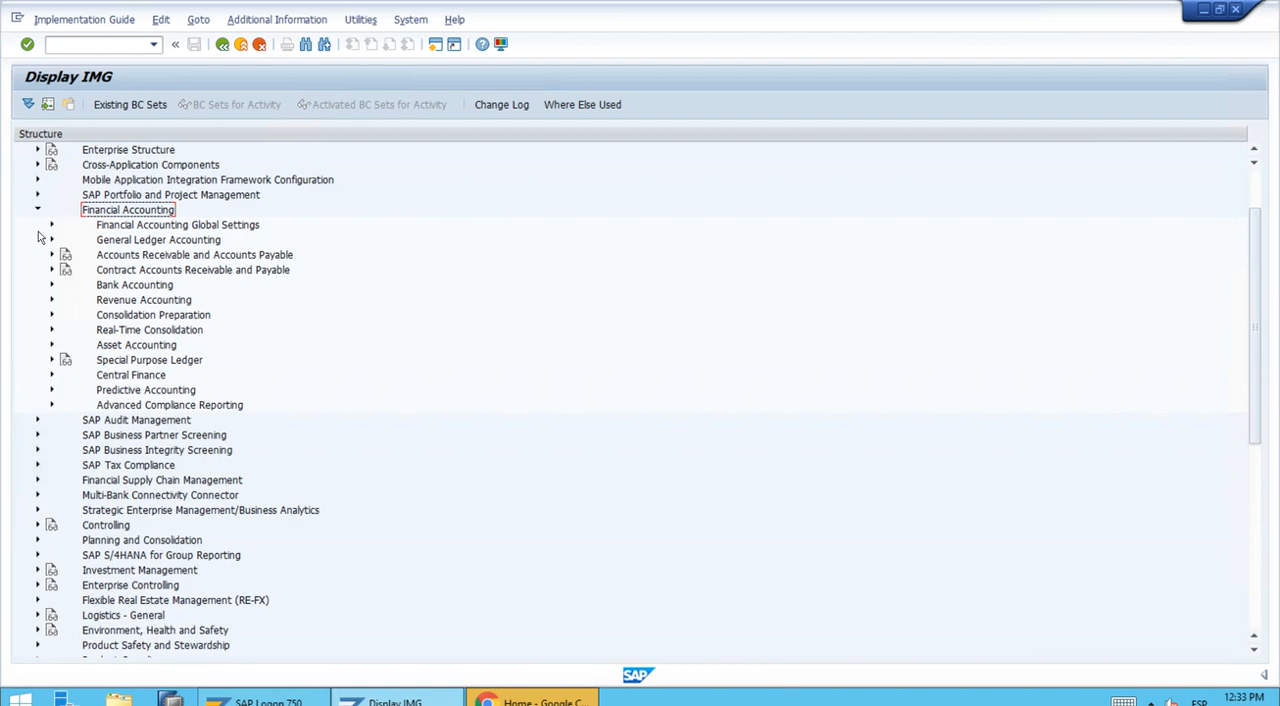 Implementation Guide Edit Goto Additional Information Utilities System Help
Display IMG
Existing BC Sets BC Sets for Activity Activated BC Sets for Activity Change Log Where Else Used
Structure
Enterprise Structure
Cross-Application Components
Mobile Application Integration Framework Configuration
SAP Portfolio and Project Management
Financial Accounting
Financial Accounting Global Settings
General Ledger Accounting
Accounts Receivable and Accounts Payable
Contract Accounts Receivable and Payable
Bank Accounting
Revenue Accounting
Consolidation Preparation
Real-Time Consolidation
Asset Accounting
Special Purpose Ledger
Central Finance
Predictive Accounting
Advanced Compliance Reporting
SAP Audit Management
SAP Business Partner Screening
SAP Business Integrity Screening
SAP Tax Compliance
Financial Supply Chain Management
Multi-Bank Connectivity Connector
Strategic Enterprise Management/Business Analytics
Controlling
Planning and Consolidation
SAP S/4HANA for Group Reporting
Investment Management
Enterprise Controlling
Flexible Real Estate Management (RE-FX)
Logistics - General
Environment, Health and Safety
Product Safety and Stewardship
SAP
SAP Logon 750 Display IMG Home - Google C... ESP 12:33 PM